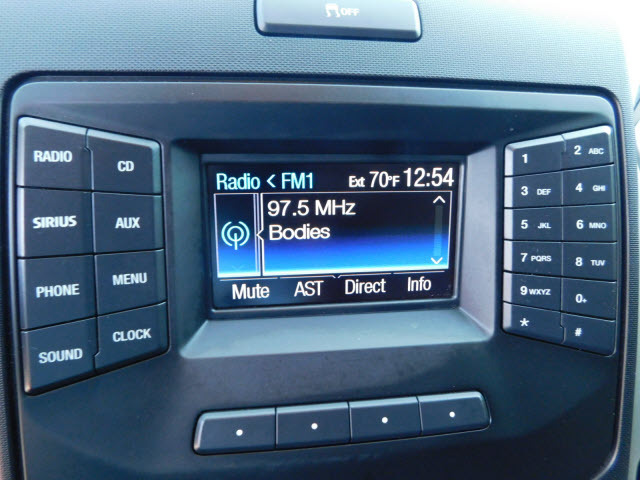 OFF
RADIO
CD
SIRIUS
AUX
PHONE
MENU
SOUND
CLOCK
Radio < FM1 Ext 70°F 12:54
97.5 MHz
Bodies
Mute AST Direct Info
1
2 ABC
3 DEF
4 GHI
5 JKL
6 MNO
7 PQRS
8 TUV
9 WXYZ
0+
*
#